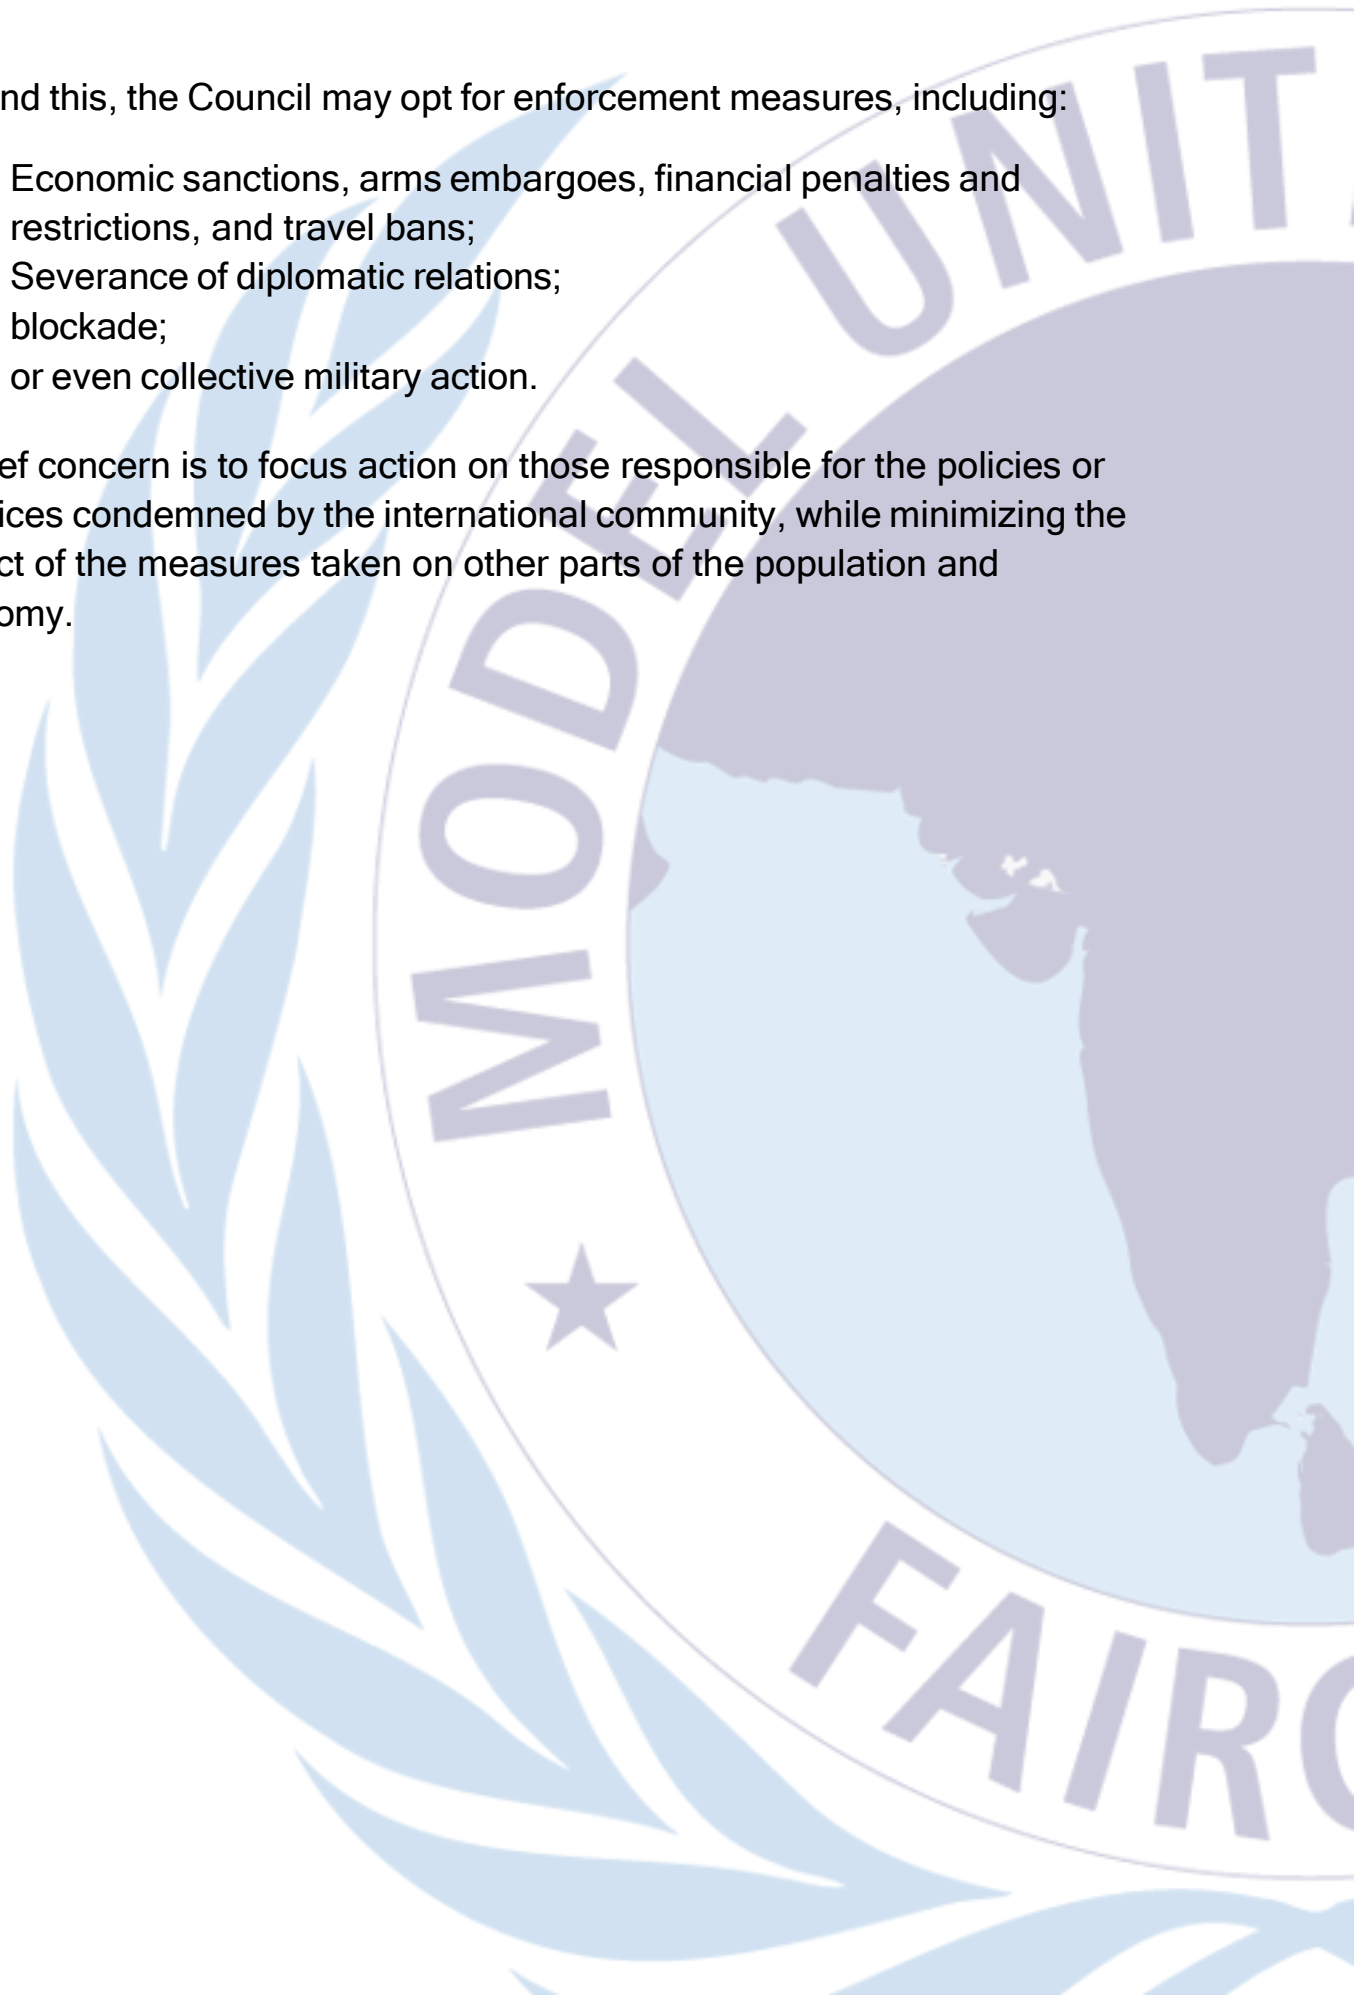 nd this, the Council may opt for enforcement measures, including:
Economic sanctions, arms embargoes, financial penalties and
restrictions, and travel bans;
Severance of diplomatic relations;
blockade;
or even collective military action.
ef concern is to focus action on those responsible for the policies or
ices condemned by the international community, while minimizing the
ct of the measures taken on other parts of the population and
omy.
MODEL UNIT
FAIR